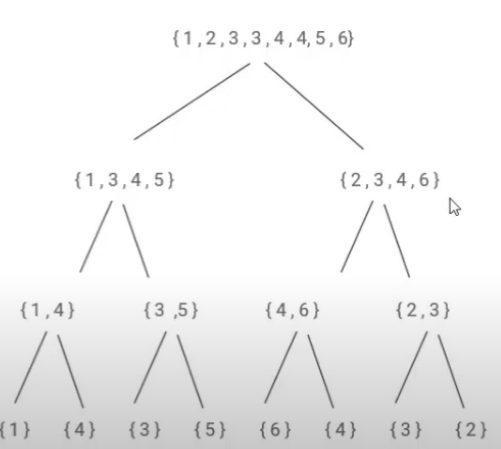 {1,2,3,3,4,4,5,6}
{1,3,4,5} {2,3,4,6}
{1,4} {3 ,5} {4,6} {2,3}
{1} {4} {3} {5} {6} {4} {3} {2}